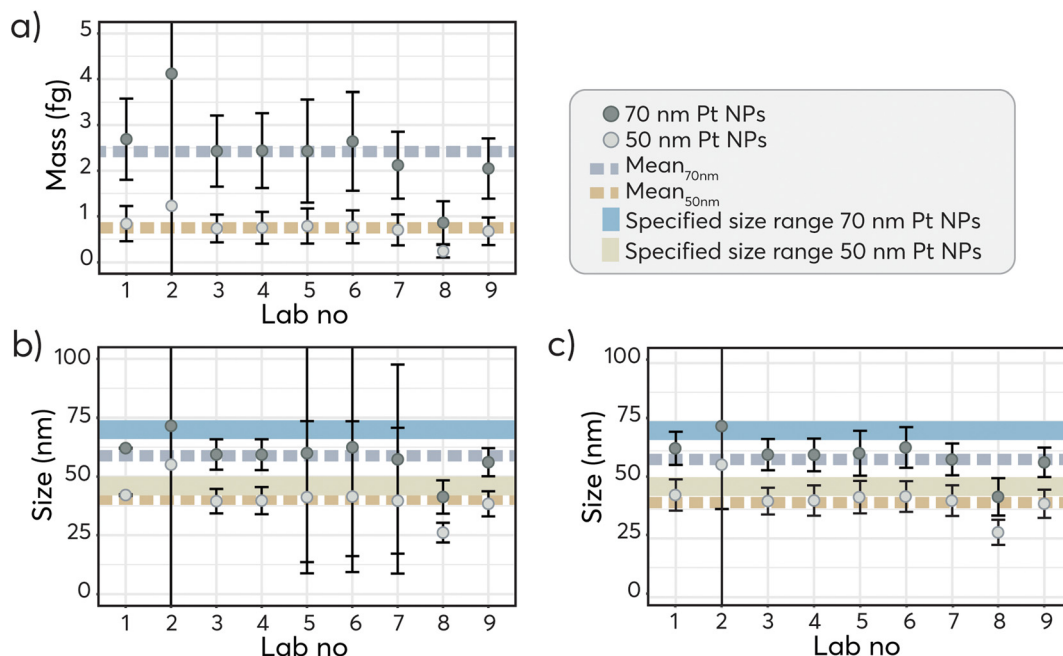 a)
Mass (fg)
5
4
3
2
1
0
1 2 3 4 5 6 7 8 9
Lab no
70 nm Pt NPs
50 nm Pt NPs
Mean70nm
Mean50nm
Specified size range 70 nm Pt NPs
Specified size range 50 nm Pt NPs
b)
Size (nm)
100
75
50
25
0
1 2 3 4 5 6 7 8 9
Lab no
c)
Size (nm)
100
75
50
25
0
1 2 3 4 5 6 7 8 9
Lab no